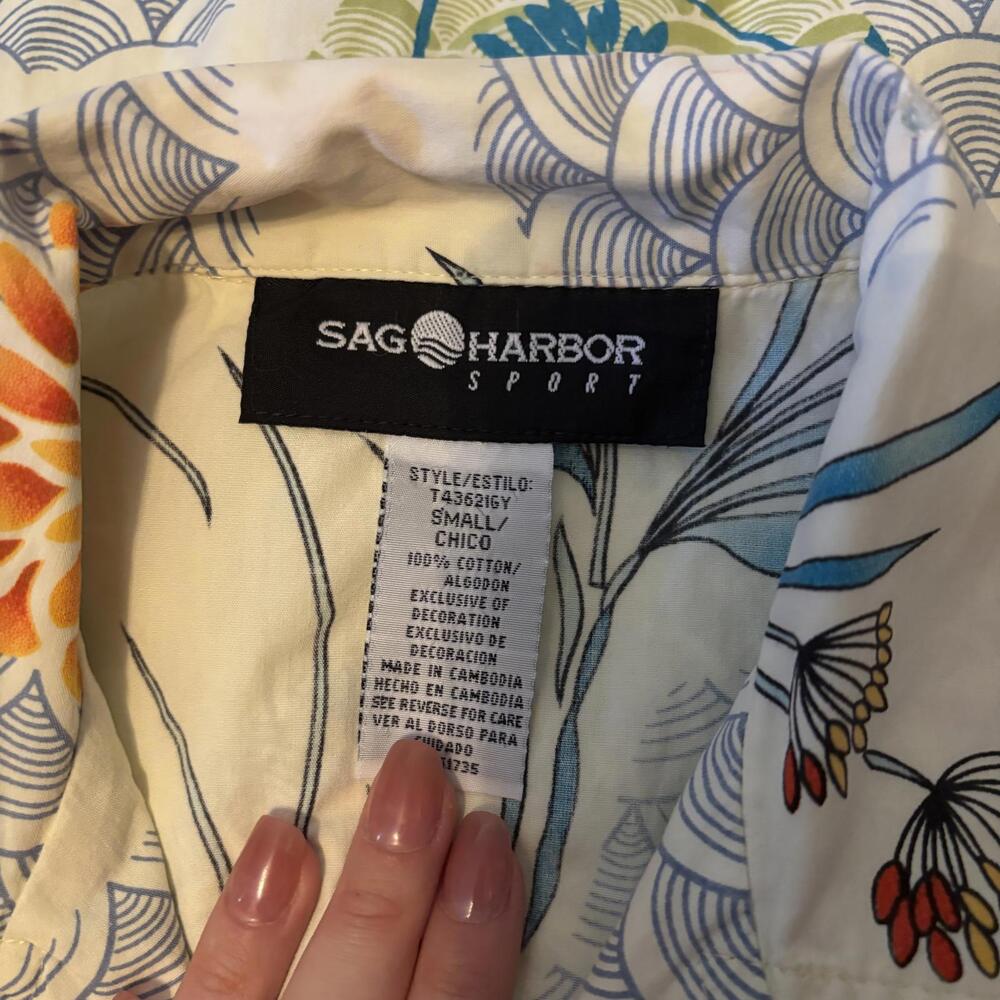 SAG HARBOR
SPORT
STYLE/ESTILO:
T43621GY
SMALL/
CHICO
100% COTTON/
ALGODON
EXCLUSIVE OF
DECORATION
EXCLUSIVO DE
DECORACION
MADE IN CAMBODIA
HECHO EN CAMBODIA
SEE REVERSE FOR CARE
VER AL DORSO PARA
CUIDADO